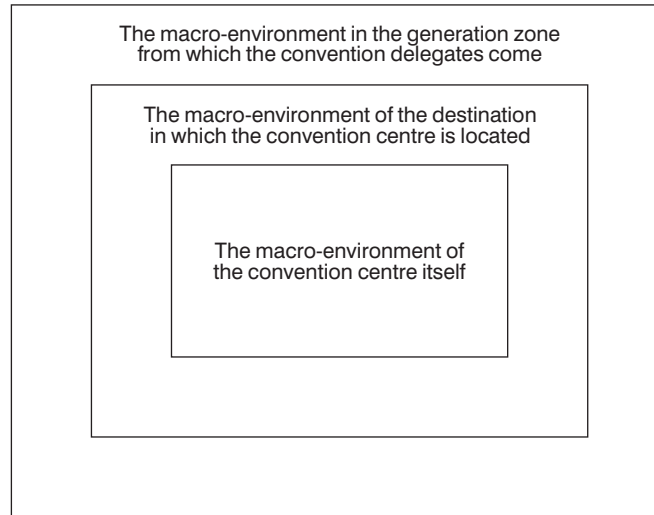 The macro-environment in the generation zone
from which the convention delegates come
The macro-environment of the destination
in which the convention centre is located
The macro-environment of
the convention centre itself